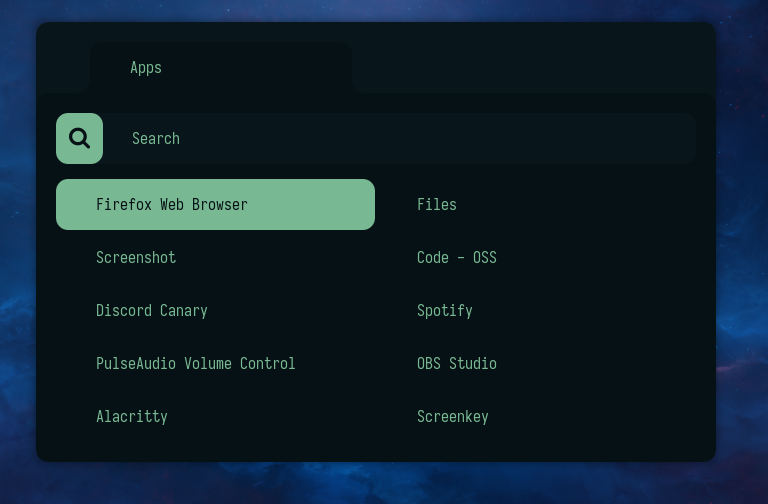 Apps
Search
Firefox Web Browser
Files
Screenshot
Code – OSS
Discord Canary
Spotify
PulseAudio Volume Control
OBS Studio
Alacritty
Screenkey